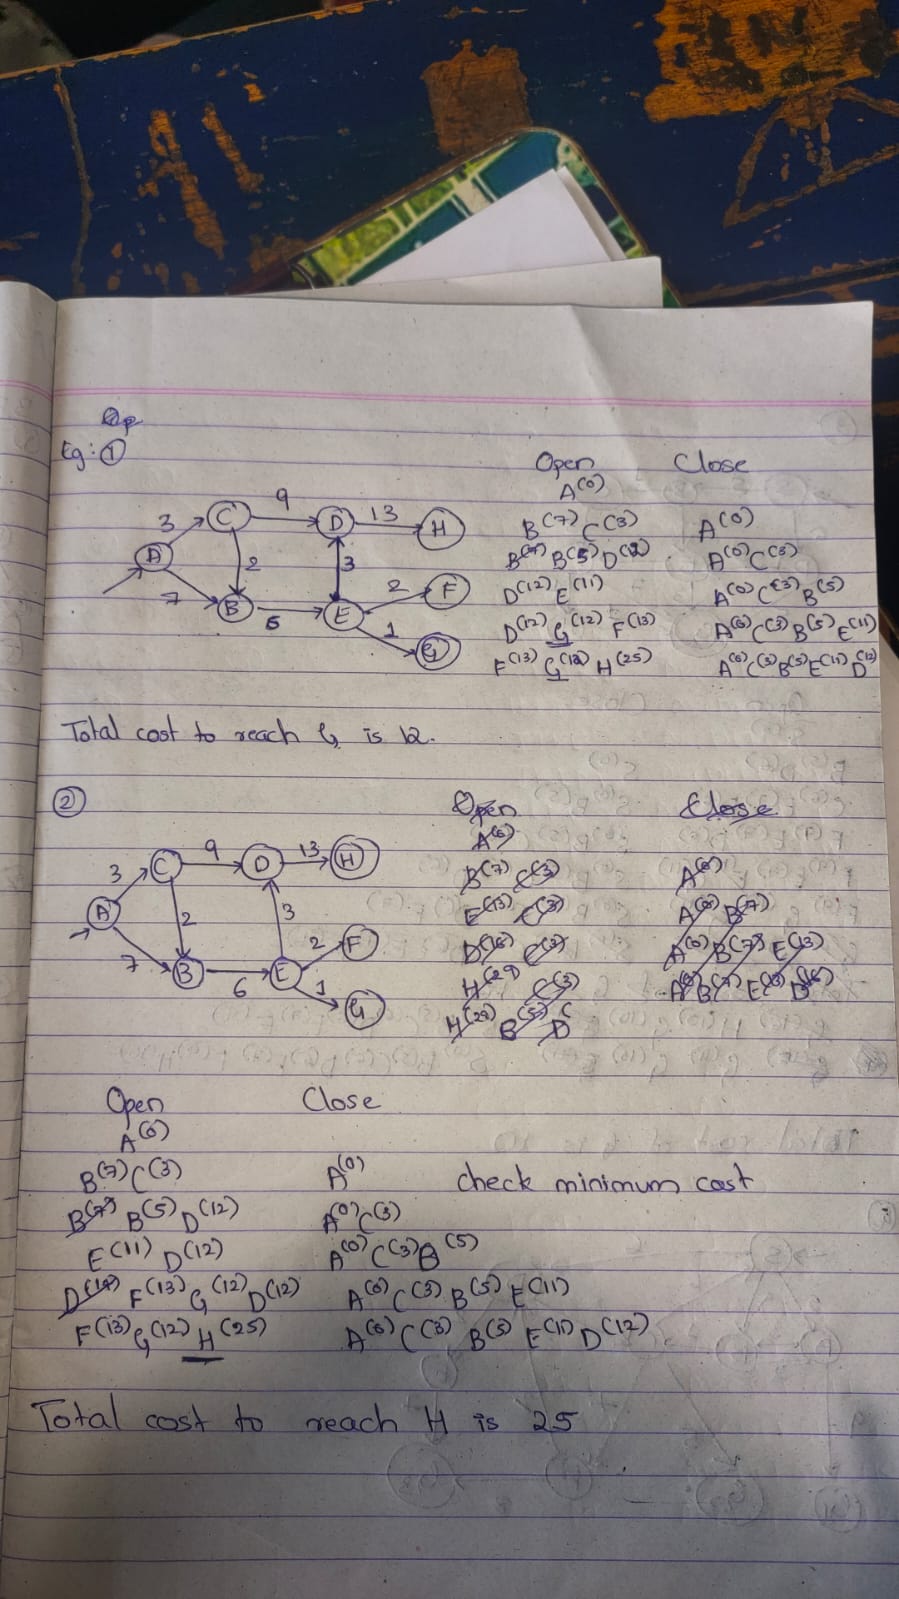 AI
Eg: ①
Open Close
A(0)
B(7) C(3) A(0)
B(7) B(5) D(12) A(0) C(3)
D(12) E(11) A(0) C(3) B(5)
D(12) G(12) F(13) A(0) C(3) B(5) E(11)
F(13) G(12) H(25) A(0) C(3) B(5) E(11) D(12)
3 C 9 D 13 H
A 2 3 2 F
7 B 6 E 1 G
Total cost to reach G is 12.
②
Open Close
A(0)
B(7) C(3) A(0)
E(13) C(3) A(0) B(7)
D(16) C(3) A(0) B(7) E(13)
H(29) C(3) A(0) B(7) E(13) D(16)
H(29) B(5) D(
3 C 9 D 13 H
A 2 3 2 F
7 B 6 E 1 G
Open Close
A(0)
B(7) C(3) A(0) check minimum cost
B(7) B(5) D(12) A(0) C(3)
E(11) D(12) A(0) C(3) B(5)
D(14) F(13) G(12) D(12) A(0) C(3) B(5) E(11)
F(13) G(12) H(25) A(0) C(3) B(5) E(11) D(12)
Total cost to reach H is 25